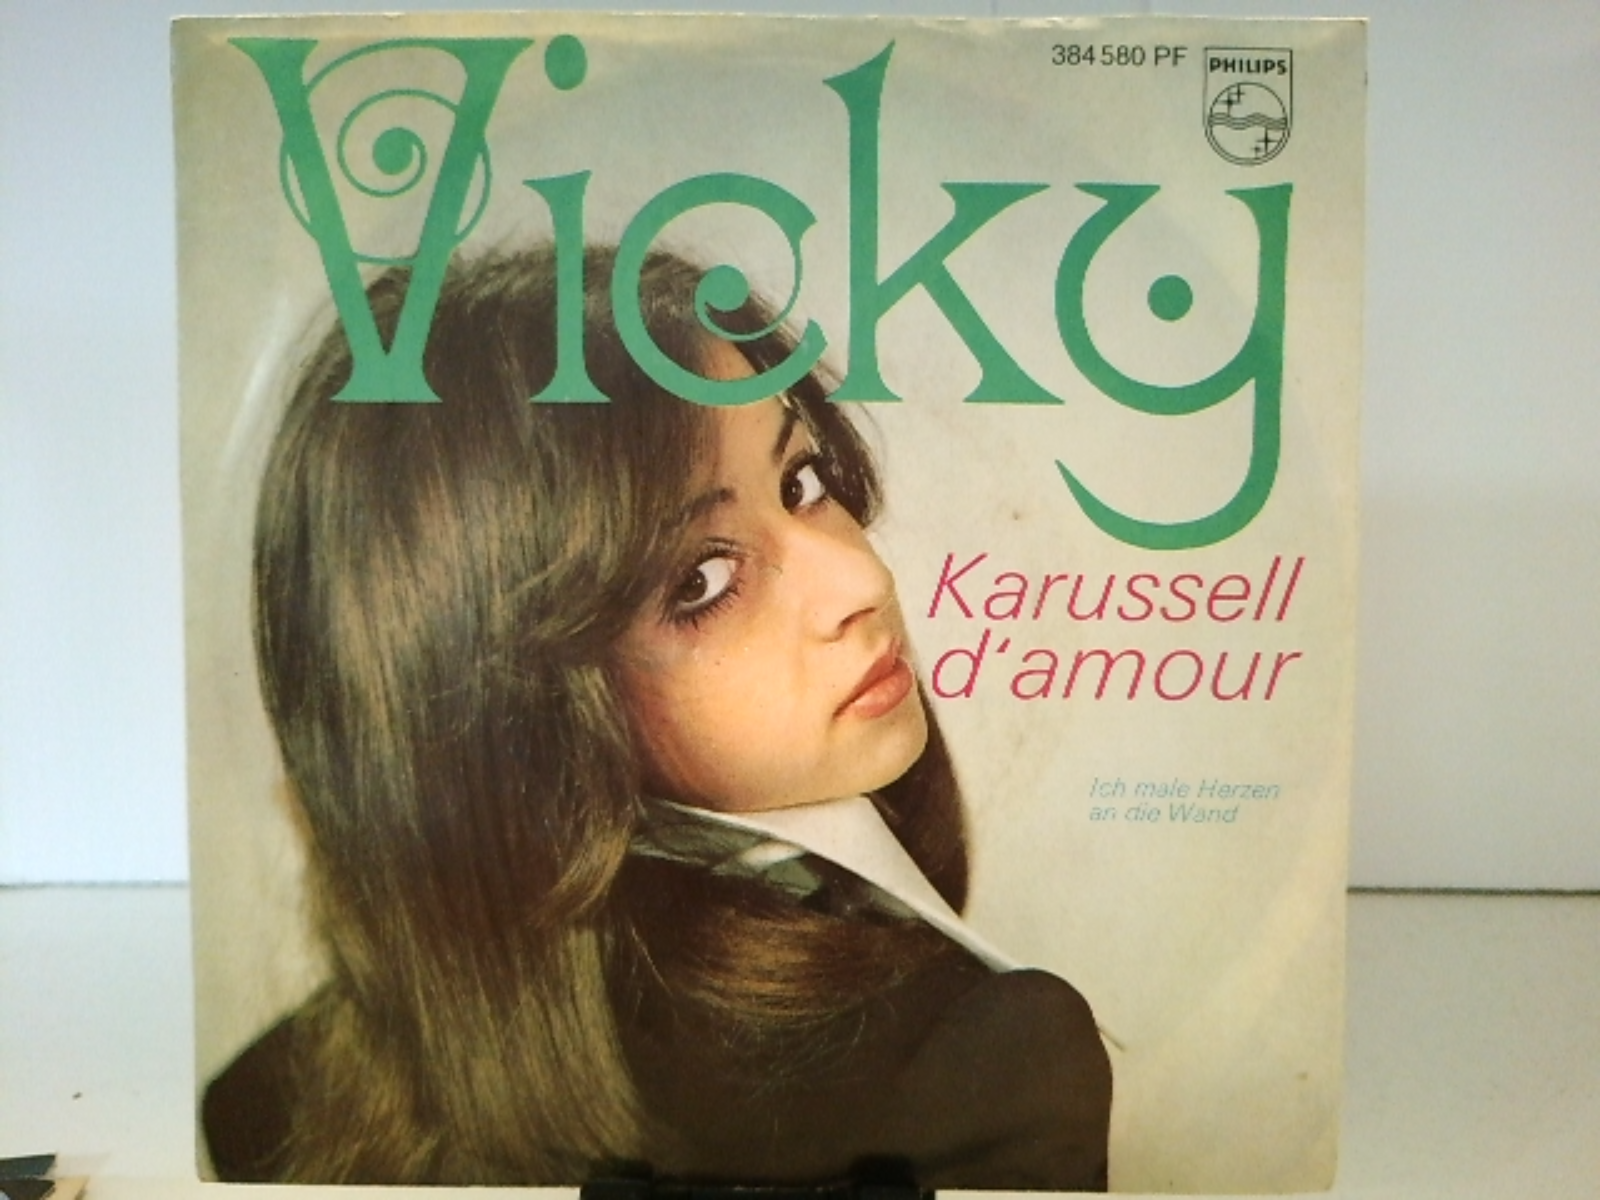 Vicky
384 580 PF
PHILIPS
Karussell
d'amour
Ich male Herzen
an die Wand